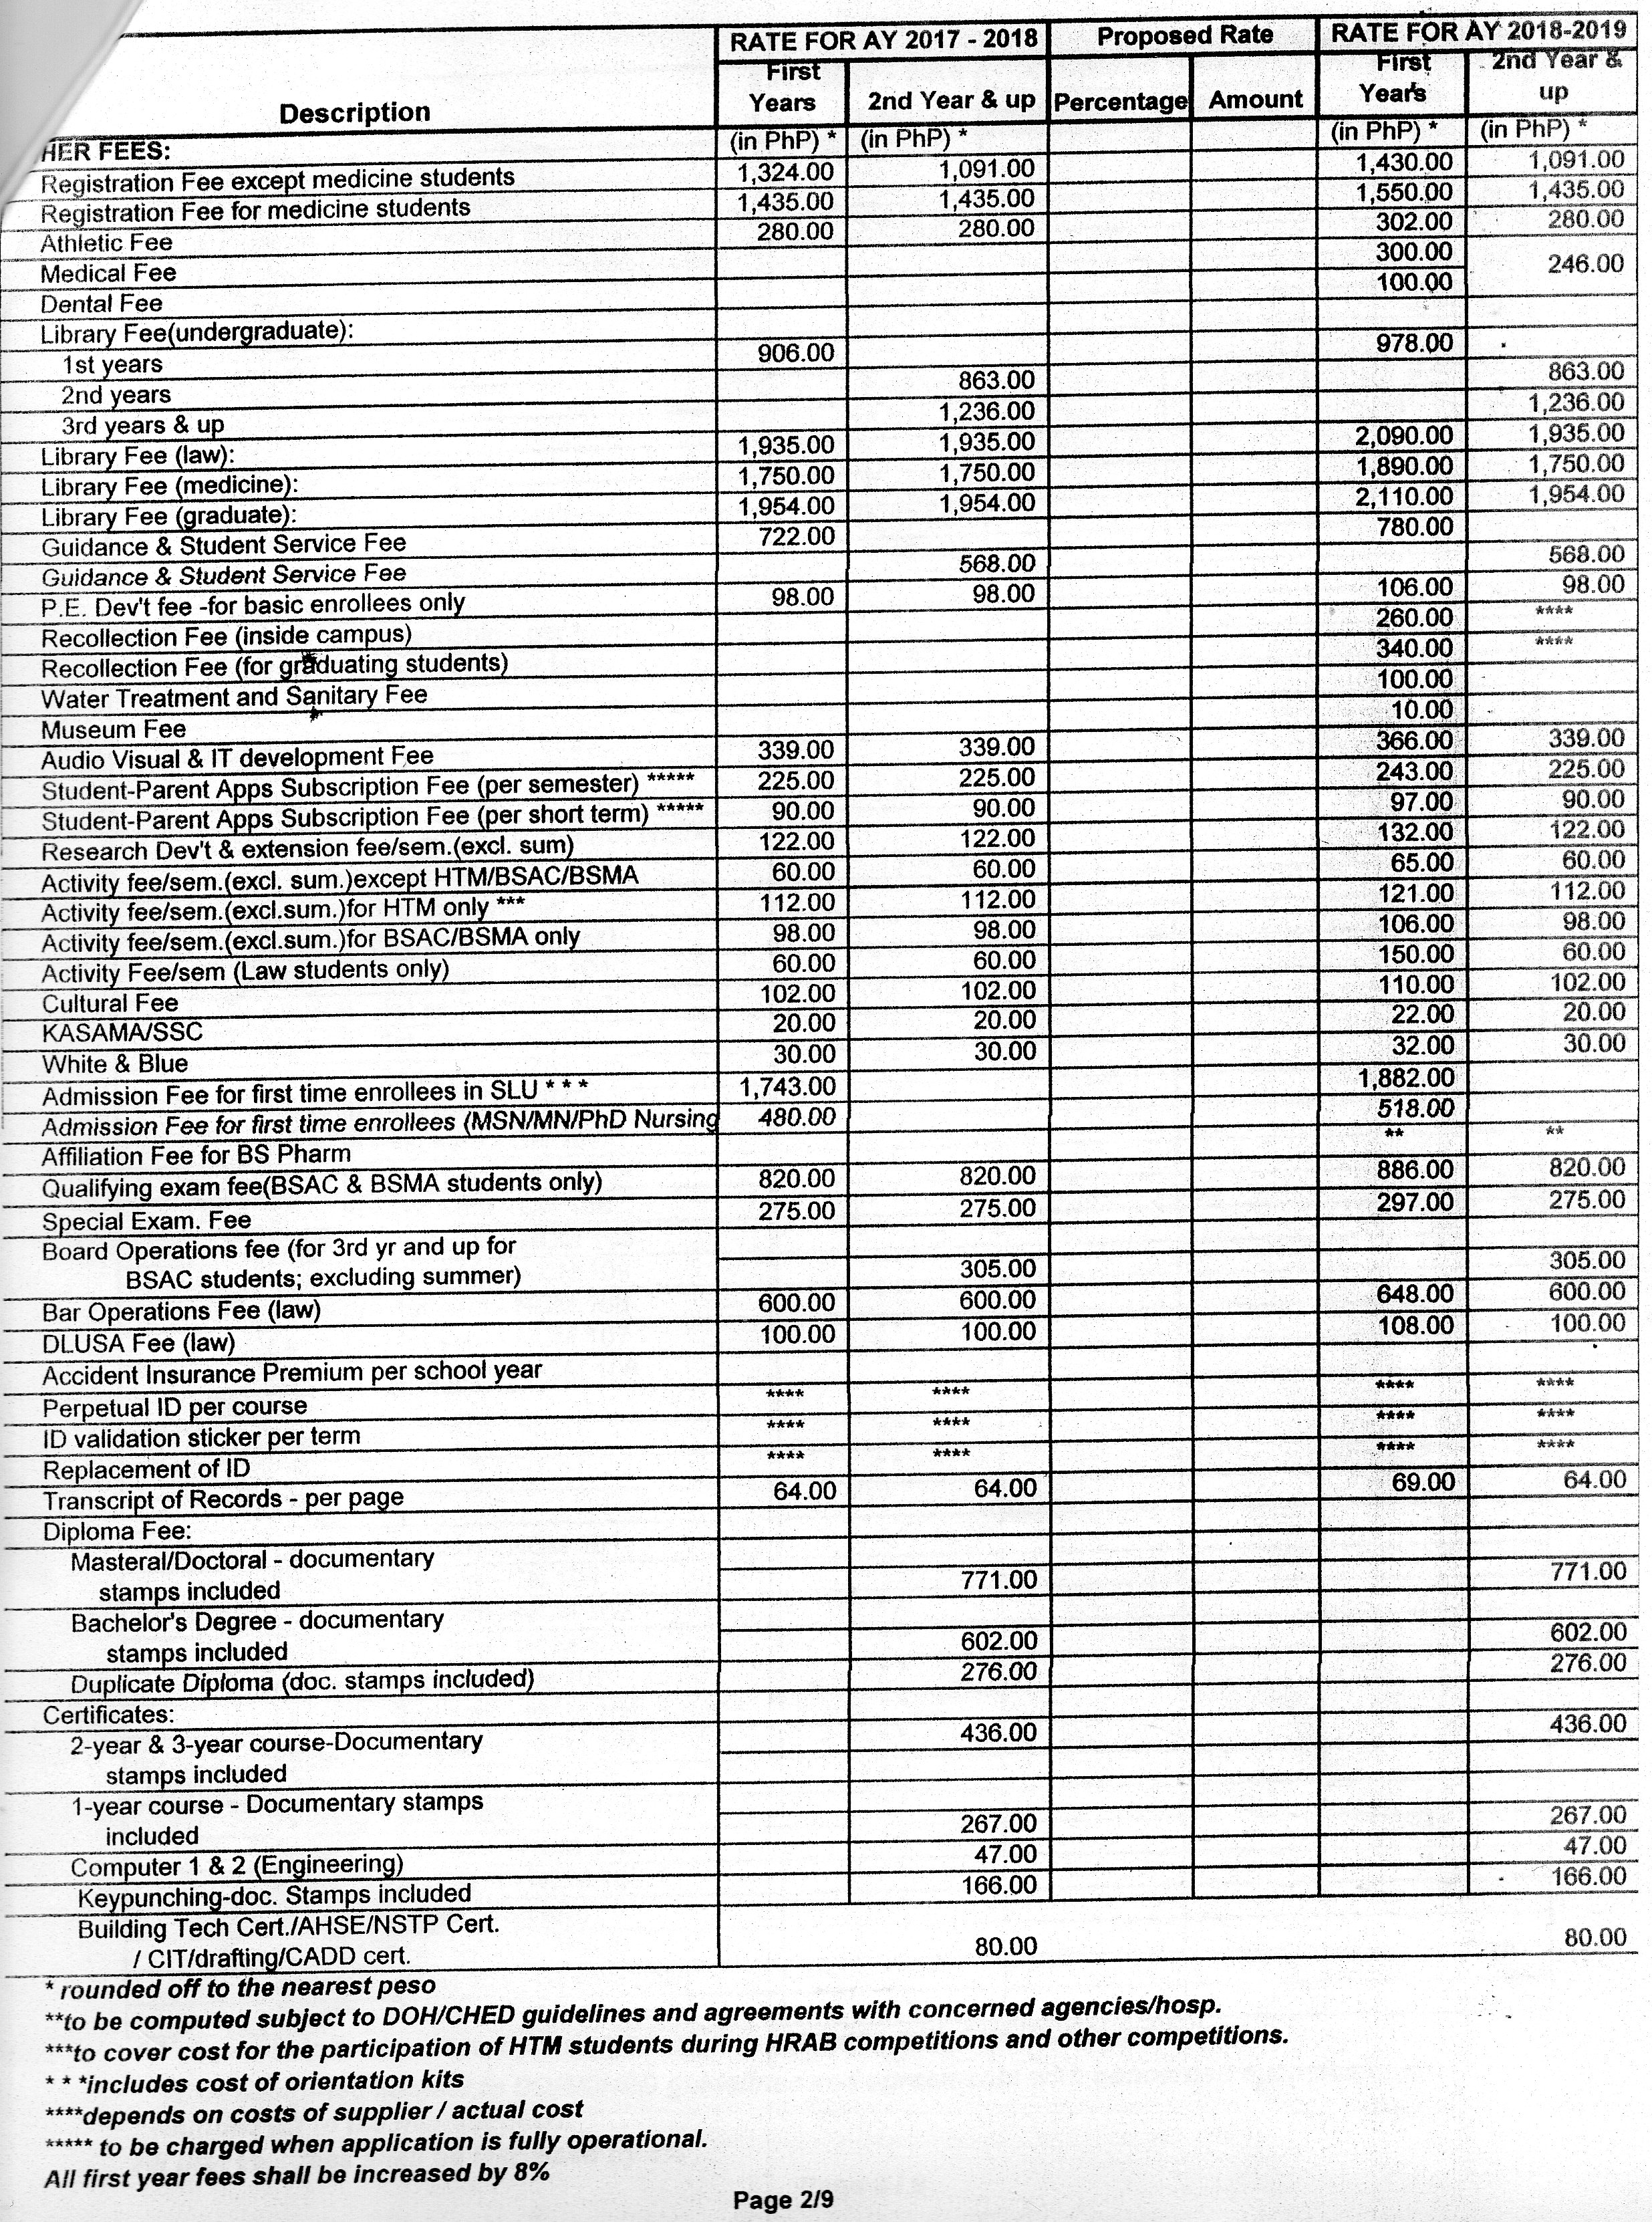 RATE FOR AY 2017 - 2018 Proposed Rate RATE FOR AY 2018-2019
Description First Years 2nd Year & up Percentage Amount First Years 2nd Year & up
HER FEES: (in PhP) * (in PhP) * (in PhP) * (in PhP) *
Registration Fee except medicine students 1,324.00 1,091.00 1,430.00 1,091.00
Registration Fee for medicine students 1,435.00 1,435.00 1,550.00 1,435.00
Athletic Fee 280.00 280.00 302.00 280.00
Medical Fee 300.00 246.00
Dental Fee 100.00
Library Fee(undergraduate):
1st years 906.00 978.00
2nd years 863.00 863.00
3rd years & up 1,236.00 1,236.00
Library Fee (law): 1,935.00 1,935.00 2,090.00 1,935.00
Library Fee (medicine): 1,750.00 1,750.00 1,890.00 1,750.00
Library Fee (graduate): 1,954.00 1,954.00 2,110.00 1,954.00
Guidance & Student Service Fee 722.00 780.00
Guidance & Student Service Fee 568.00 568.00
P.E. Dev't fee -for basic enrollees only 98.00 98.00 106.00 98.00
Recollection Fee (inside campus) 260.00 ****
Recollection Fee (for graduating students) 340.00 ****
Water Treatment and Sanitary Fee 100.00
Museum Fee 10.00
Audio Visual & IT development Fee 339.00 339.00 366.00 339.00
Student-Parent Apps Subscription Fee (per semester) ***** 225.00 225.00 243.00 225.00
Student-Parent Apps Subscription Fee (per short term) ***** 90.00 90.00 97.00 90.00
Research Dev't & extension fee/sem.(excl. sum) 122.00 122.00 132.00 122.00
Activity fee/sem.(excl. sum.)except HTM/BSAC/BSMA 60.00 60.00 65.00 60.00
Activity fee/sem.(excl.sum.)for HTM only *** 112.00 112.00 121.00 112.00
Activity fee/sem.(excl.sum.)for BSAC/BSMA only 98.00 98.00 106.00 98.00
Activity Fee/sem (Law students only) 60.00 60.00 150.00 60.00
Cultural Fee 102.00 102.00 110.00 102.00
KASAMA/SSC 20.00 20.00 22.00 20.00
White & Blue 30.00 30.00 32.00 30.00
Admission Fee for first time enrollees in SLU * * * 1,743.00 1,882.00
Admission Fee for first time enrollees (MSN/MN/PhD Nursing 480.00 518.00
Affiliation Fee for BS Pharm ** **
Qualifying exam fee(BSAC & BSMA students only) 820.00 820.00 886.00 820.00
Special Exam. Fee 275.00 275.00 297.00 275.00
Board Operations fee (for 3rd yr and up for
BSAC students; excluding summer) 305.00 305.00
Bar Operations Fee (law) 600.00 600.00 648.00 600.00
DLUSA Fee (law) 100.00 100.00 108.00 100.00
Accident Insurance Premium per school year
Perpetual ID per course **** **** **** ****
ID validation sticker per term **** **** **** ****
Replacement of ID **** **** **** ****
Transcript of Records - per page 64.00 64.00 69.00 64.00
Diploma Fee:
Masteral/Doctoral - documentary
stamps included 771.00 771.00
Bachelor's Degree - documentary
stamps included 602.00 602.00
Duplicate Diploma (doc. stamps included) 276.00 276.00
Certificates:
2-year & 3-year course-Documentary 436.00 436.00
stamps included
1-year course - Documentary stamps
included 267.00 267.00
Computer 1 & 2 (Engineering) 47.00 47.00
Keypunching-doc. Stamps included 166.00 166.00
Building Tech Cert./AHSE/NSTP Cert.
/ CIT/drafting/CADD cert. 80.00 80.00
* rounded off to the nearest peso
**to be computed subject to DOH/CHED guidelines and agreements with concerned agencies/hosp.
***to cover cost for the participation of HTM students during HRAB competitions and other competitions.
* * *includes cost of orientation kits
****depends on costs of supplier / actual cost
***** to be charged when application is fully operational.
All first year fees shall be increased by 8%
Page 2/9